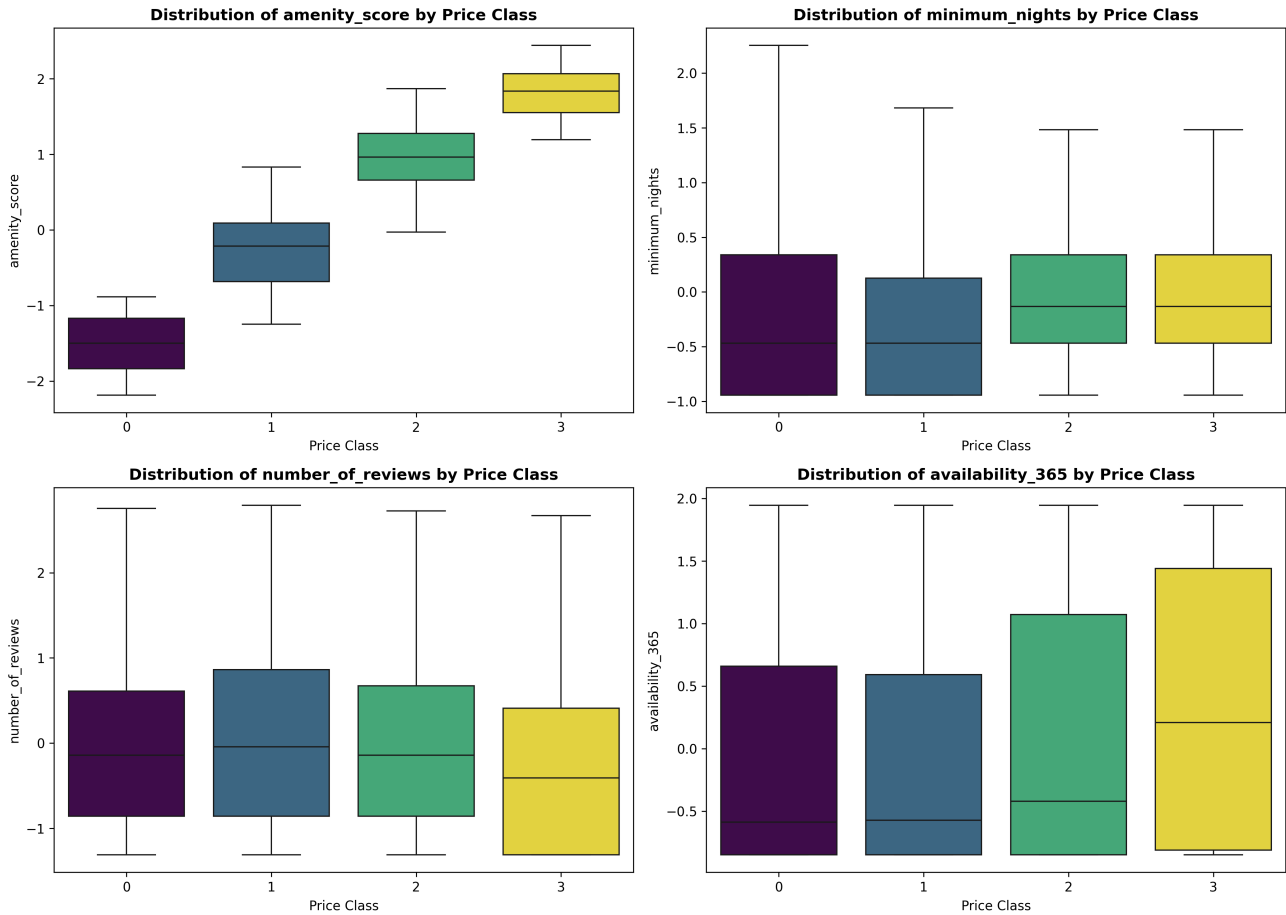 Distribution of amenity_score by Price Class
amenity_score
2
1
0
−1
−2
0 1 2 3
Price Class
Distribution of minimum_nights by Price Class
minimum_nights
2.0
1.5
1.0
0.5
0.0
−0.5
−1.0
0 1 2 3
Price Class
Distribution of number_of_reviews by Price Class
number_of_reviews
2
1
0
−1
0 1 2 3
Price Class
Distribution of availability_365 by Price Class
availability_365
2.0
1.5
1.0
0.5
0.0
−0.5
0 1 2 3
Price Class